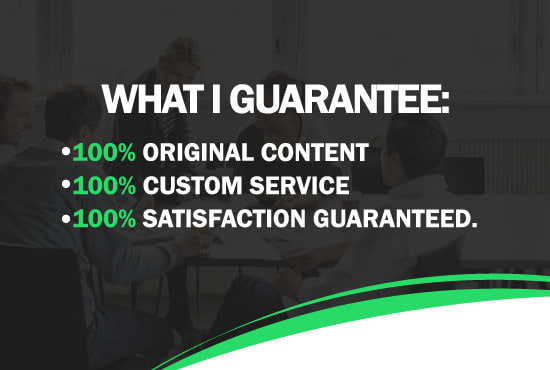 WHAT I GUARANTEE:
•100% ORIGINAL CONTENT
•100% CUSTOM SERVICE
•100% SATISFACTION GUARANTEED.